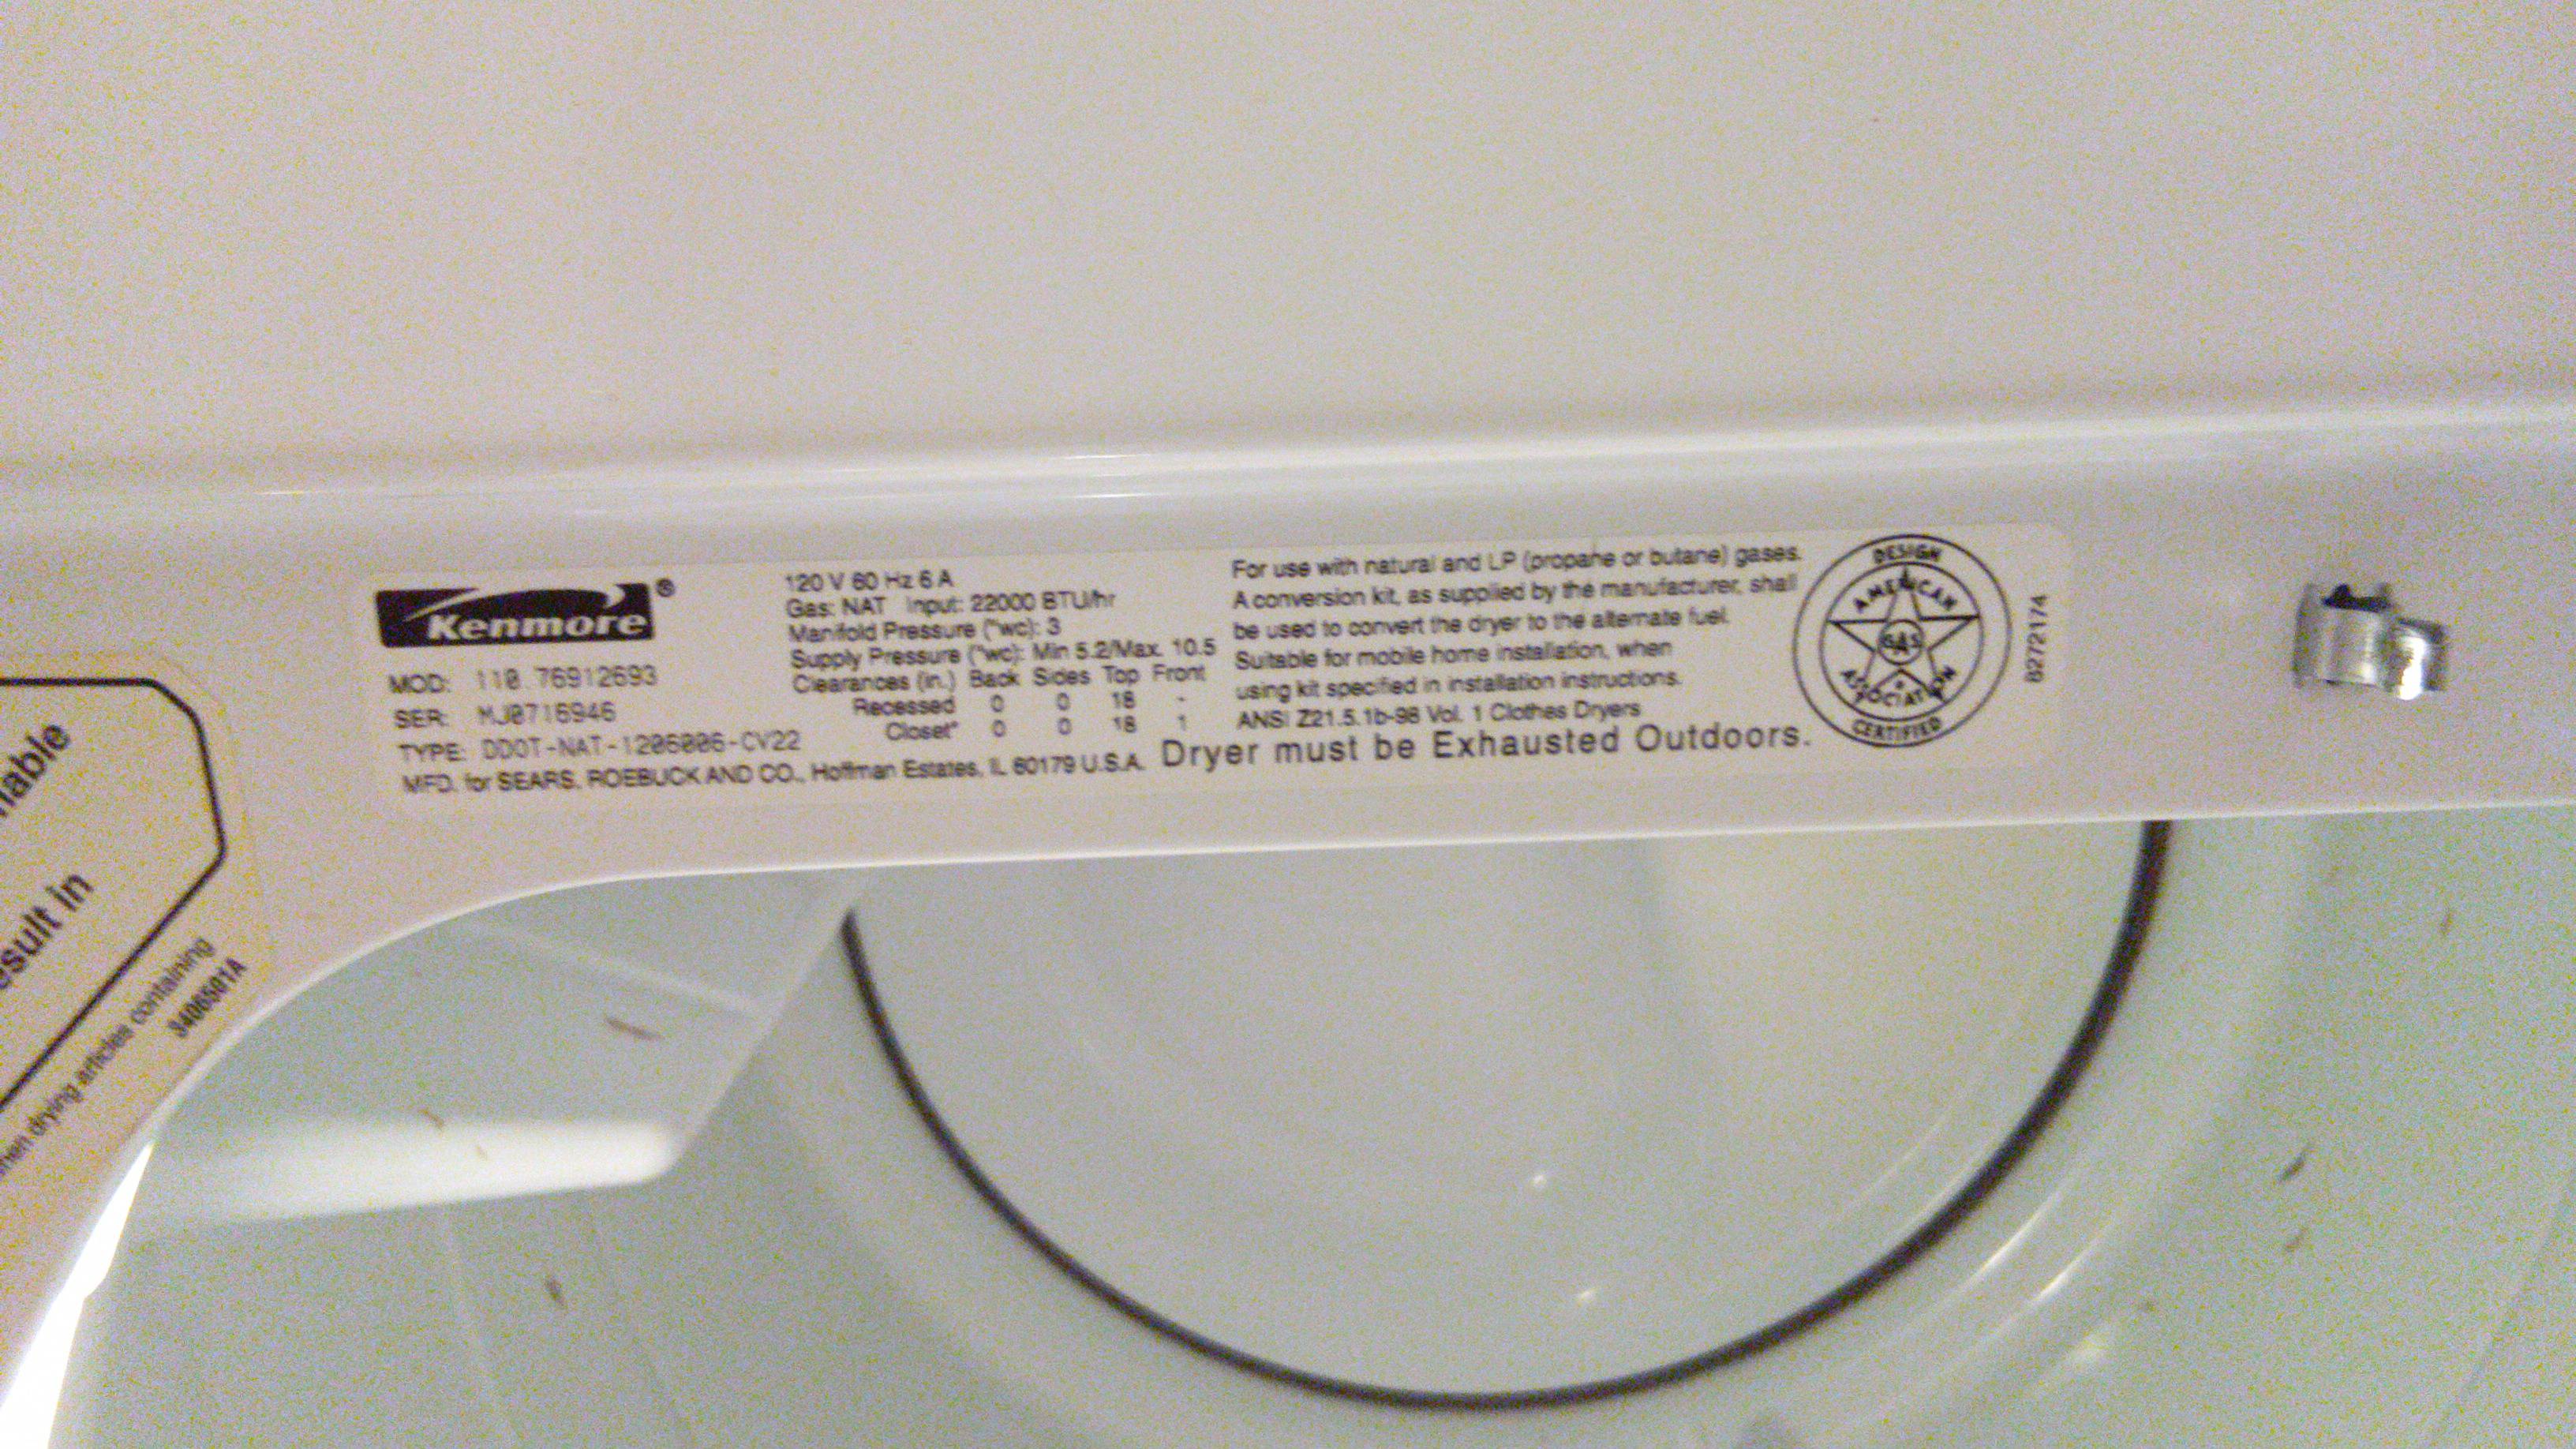 Kenmore®
MOD: 110.76912693
SER: MJ0716946
TYPE: DDOT-NAT-1206006-CV22
MFD. for SEARS, ROEBUCK AND CO., Hoffman Estates, IL 60179 U.S.A.
120 V 60 Hz 6 A
Gas: NAT Input: 22000 BTU/hr
Manifold Pressure ("wc): 3
Supply Pressure ("wc): Min 5.2/Max. 10.5
Clearances (in.) Back Sides Top Front
Recessed 0 0 18 -
Closet* 0 0 18 1
For use with natural and LP (propane or butane) gases.
A conversion kit, as supplied by the manufacturer, shall
be used to convert the dryer to the alternate fuel.
Suitable for mobile home installation, when
using kit specified in installation instructions.
ANSI Z21.5.1b-98 Vol. 1 Clothes Dryers
Dryer must be Exhausted Outdoors.
DESIGN
AMERICAN
GAS
ASSOCIATION
CERTIFIED
8272174
esult in
hen drying articles containing
3406501A